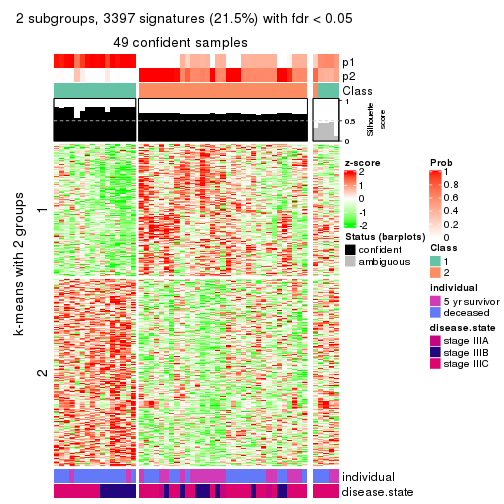 2 subgroups, 3397 signatures (21.5%) with fdr < 0.05
49 confident samples
p1
p2
Class
1
0.5
0
Silhouette
score
k-means with 2 groups
1
2
individual
disease.state
z-score
2
1
0
-1
-2
Status (barplots)
confident
ambiguous
Prob
1
0.8
0.6
0.4
0.2
0
Class
1
2
individual
5 yr survivor
deceased
disease.state
stage IIIA
stage IIIB
stage IIIC